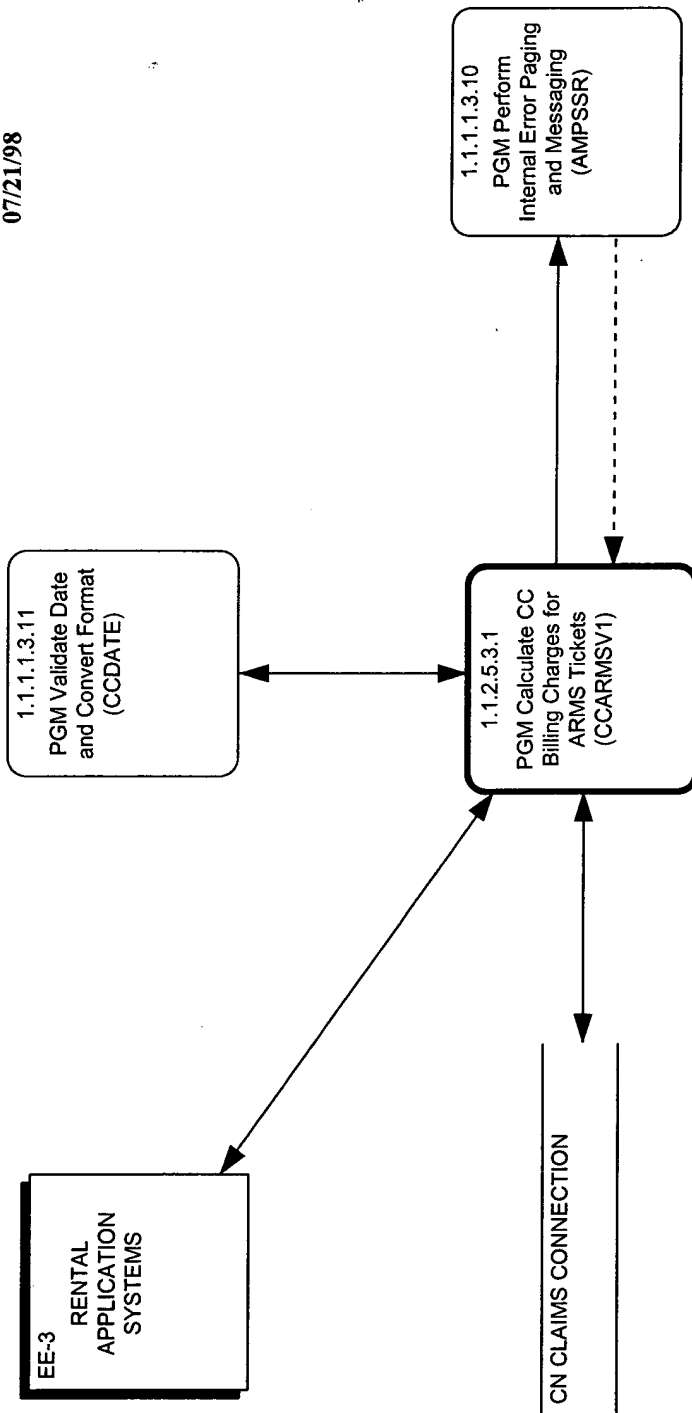 07/21/98
EE-3
RENTAL
APPLICATION
SYSTEMS
1.1.1.1.3.11
PGM Validate Date
and Convert Format
(CCDATE)
CN CLAIMS CONNECTION
1.1.2.5.3.1
PGM Calculate CC
Billing Charges for
ARMS Tickets
(CCARMSV1)
1.1.1.1.3.10
PGM Perform
Internal Error Paging
and Messaging
(AMPSSR)